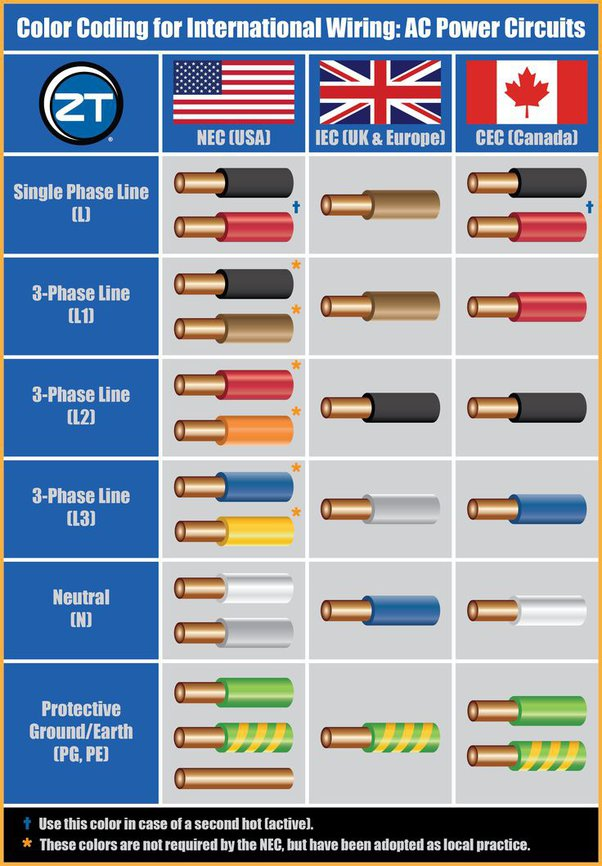 Color Coding for International Wiring: AC Power Circuits
ZT
®
NEC (USA)
IEC (UK & Europe)
CEC (Canada)
Single Phase Line
(L)
†
†
3-Phase Line
(L1)
*
*
3-Phase Line
(L2)
*
*
3-Phase Line
(L3)
*
*
Neutral
(N)
Protective
Ground/Earth
(PG, PE)
† Use this color in case of a second hot (active).
* These colors are not required by the NEC, but have been adopted as local practice.